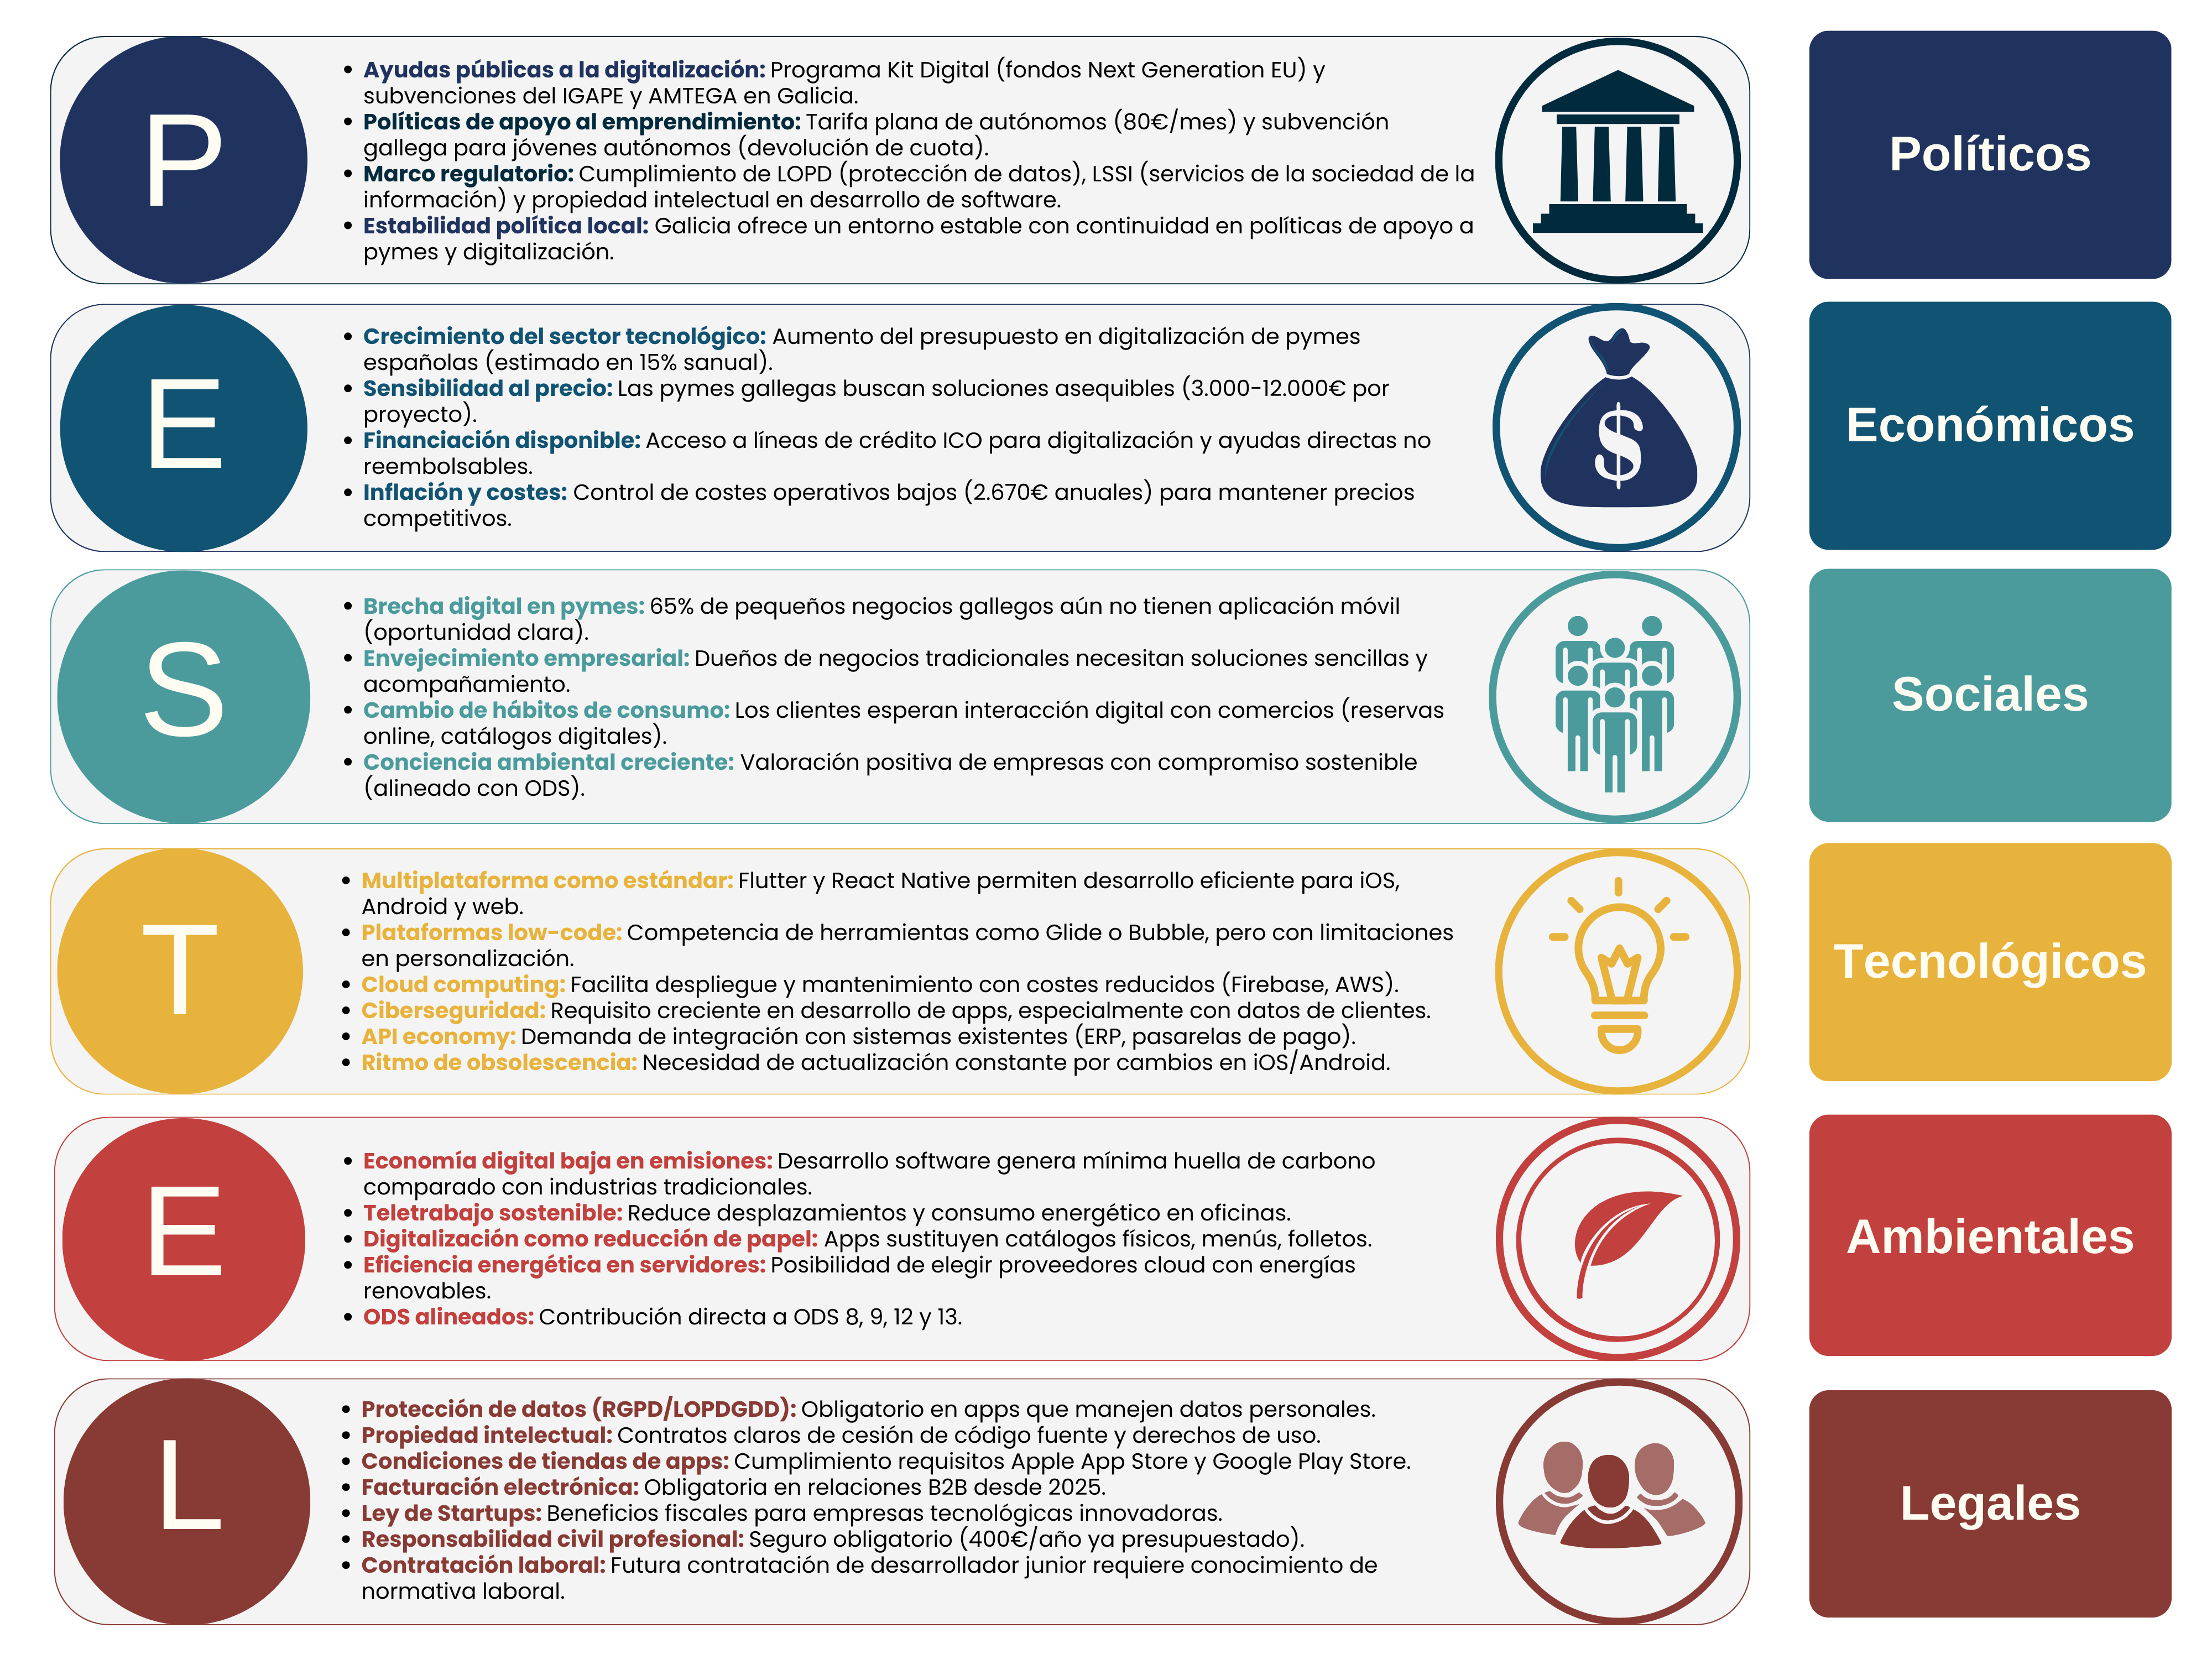 P
• Ayudas públicas a la digitalización: Programa Kit Digital (fondos Next Generation EU) y
subvenciones del IGAPE y AMTEGA en Galicia.
• Políticas de apoyo al emprendimiento: Tarifa plana de autónomos (80€/mes) y subvención
gallega para jóvenes autónomos (devolución de cuota).
• Marco regulatorio: Cumplimiento de LOPD (protección de datos), LSSI (servicios de la sociedad de la
información) y propiedad intelectual en desarrollo de software.
• Estabilidad política local: Galicia ofrece un entorno estable con continuidad en políticas de apoyo a
pymes y digitalización.
Políticos
E
• Crecimiento del sector tecnológico: Aumento del presupuesto en digitalización de pymes
españolas (estimado en 15% sanual).
• Sensibilidad al precio: Las pymes gallegas buscan soluciones asequibles (3.000-12.000€ por
proyecto).
• Financiación disponible: Acceso a líneas de crédito ICO para digitalización y ayudas directas no
reembolsables.
• Inflación y costes: Control de costes operativos bajos (2.670€ anuales) para mantener precios
competitivos.
$
Económicos
S
• Brecha digital en pymes: 65% de pequeños negocios gallegos aún no tienen aplicación móvil
(oportunidad clara).
• Envejecimiento empresarial: Dueños de negocios tradicionales necesitan soluciones sencillas y
acompañamiento.
• Cambio de hábitos de consumo: Los clientes esperan interacción digital con comercios (reservas
online, catálogos digitales).
• Conciencia ambiental creciente: Valoración positiva de empresas con compromiso sostenible
(alineado con ODS).
Sociales
T
• Multiplataforma como estándar: Flutter y React Native permiten desarrollo eficiente para iOS,
Android y web.
• Plataformas low-code: Competencia de herramientas como Glide o Bubble, pero con limitaciones
en personalización.
• Cloud computing: Facilita despliegue y mantenimiento con costes reducidos (Firebase, AWS).
• Ciberseguridad: Requisito creciente en desarrollo de apps, especialmente con datos de clientes.
• API economy: Demanda de integración con sistemas existentes (ERP, pasarelas de pago).
• Ritmo de obsolescencia: Necesidad de actualización constante por cambios en iOS/Android.
Tecnológicos
E
• Economía digital baja en emisiones: Desarrollo software genera mínima huella de carbono
comparado con industrias tradicionales.
• Teletrabajo sostenible: Reduce desplazamientos y consumo energético en oficinas.
• Digitalización como reducción de papel: Apps sustituyen catálogos físicos, menús, folletos.
• Eficiencia energética en servidores: Posibilidad de elegir proveedores cloud con energías
renovables.
• ODS alineados: Contribución directa a ODS 8, 9, 12 y 13.
Ambientales
L
• Protección de datos (RGPD/LOPDGDD): Obligatorio en apps que manejen datos personales.
• Propiedad intelectual: Contratos claros de cesión de código fuente y derechos de uso.
• Condiciones de tiendas de apps: Cumplimiento requisitos Apple App Store y Google Play Store.
• Facturación electrónica: Obligatoria en relaciones B2B desde 2025.
• Ley de Startups: Beneficios fiscales para empresas tecnológicas innovadoras.
• Responsabilidad civil profesional: Seguro obligatorio (400€/año ya presupuestado).
• Contratación laboral: Futura contratación de desarrollador junior requiere conocimiento de
normativa laboral.
Legales